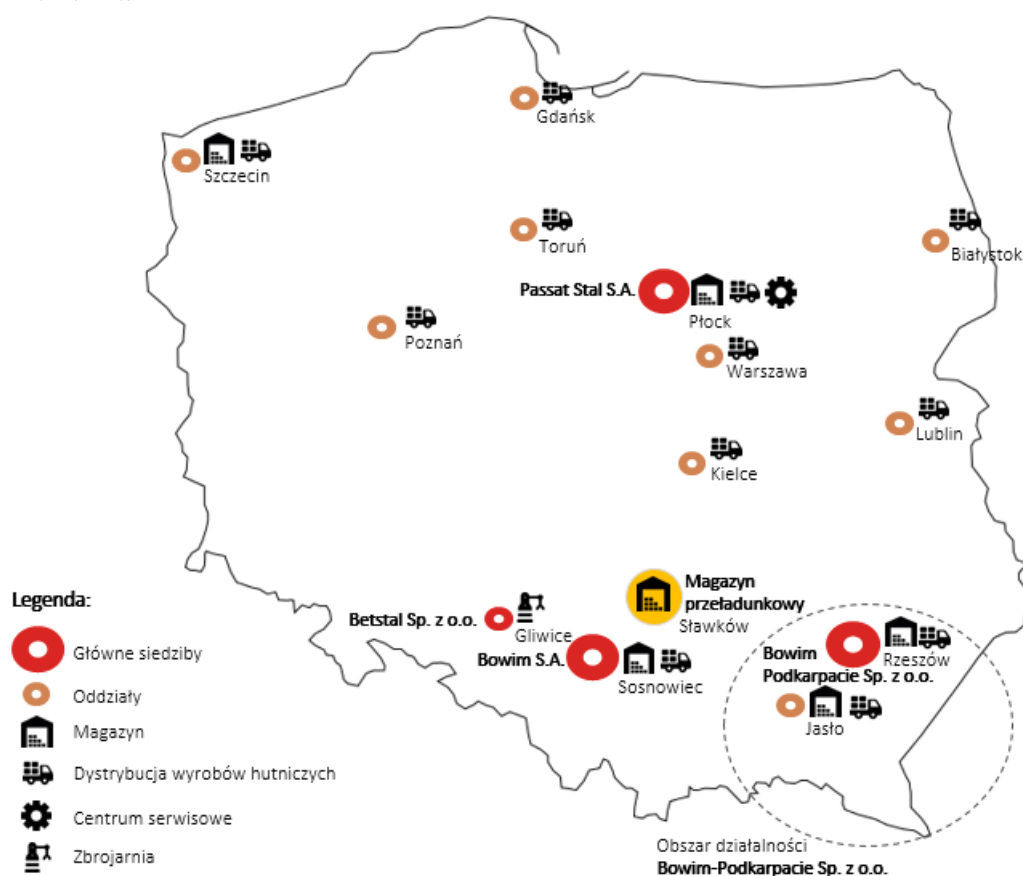 Gdańsk
Szczecin
Toruń
Białystok
Passat Stal S.A.
Płock
Poznań
Warszawa
Lublin
Kielce
Magazyn
przeładunkowy
Sławków
Betstal Sp. z o.o.
Gliwice
Bowim S.A.
Sosnowiec
Rzeszów
Bowim
Podkarpacie Sp. z o.o.
Jasło
Legenda:
Główne siedziby
Oddziały
Magazyn
Dystrybucja wyrobów hutniczych
Centrum serwisowe
Zbrojarnia
Obszar działalności
Bowim-Podkarpacie Sp. z o.o.